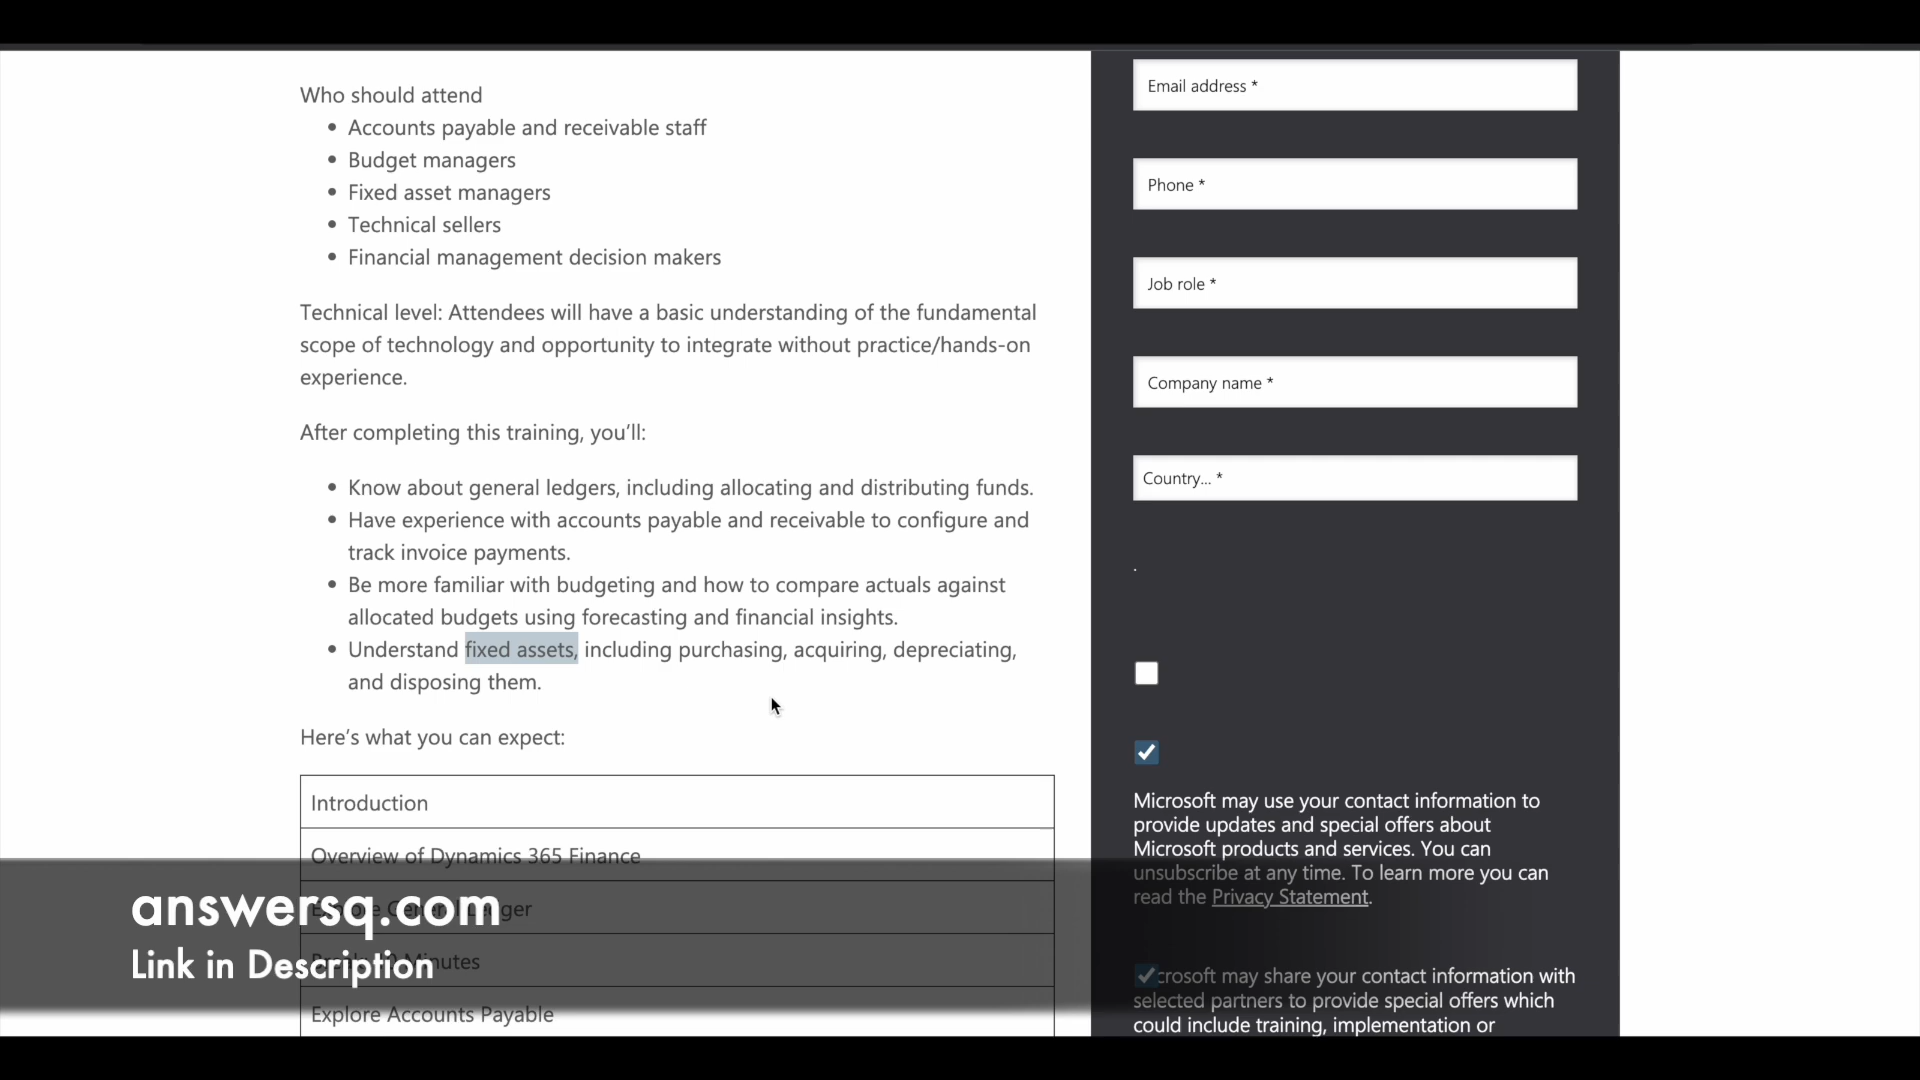 Who should attend
• Accounts payable and receivable staff
• Budget managers
• Fixed asset managers
• Technical sellers
• Financial management decision makers
Technical level: Attendees will have a basic understanding of the fundamental
scope of technology and opportunity to integrate without practice/hands-on
experience.
After completing this training, you’ll:
• Know about general ledgers, including allocating and distributing funds.
• Have experience with accounts payable and receivable to configure and
track invoice payments.
• Be more familiar with budgeting and how to compare actuals against
allocated budgets using forecasting and financial insights.
• Understand fixed assets, including purchasing, acquiring, depreciating,
and disposing them.
Here’s what you can expect:
Introduction
Overview of Dynamics 365 Finance
Explore General Ledger
Minutes
Explore Accounts Payable
answersq.com
Link in Description
Email address *
Phone *
Job role *
Company name *
Country... *
.
Microsoft may use your contact information to
provide updates and special offers about
Microsoft products and services. You can
unsubscribe at any time. To learn more you can
read the Privacy Statement.
Microsoft may share your contact information with
selected partners to provide special offers which
could include training, implementation or